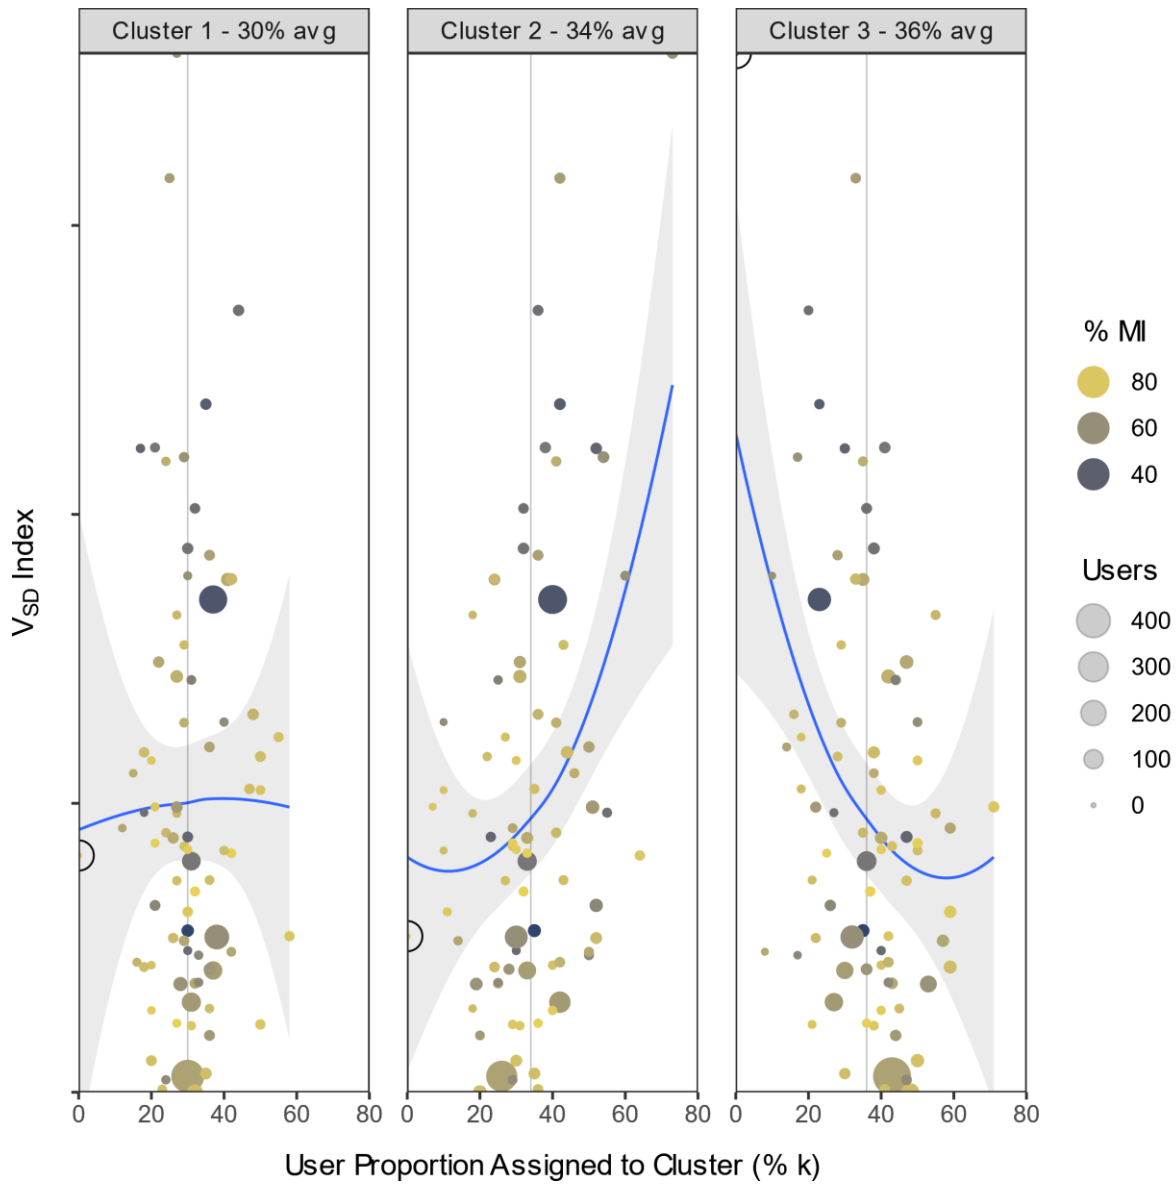 Cluster 1 - 30% avg
Cluster 2 - 34% avg
Cluster 3 - 36% avg
V_SD Index
0 20 40 60 80
0 20 40 60 80
0 20 40 60 80
User Proportion Assigned to Cluster (% k)
% MI
80
60
40
Users
400
300
200
100
0